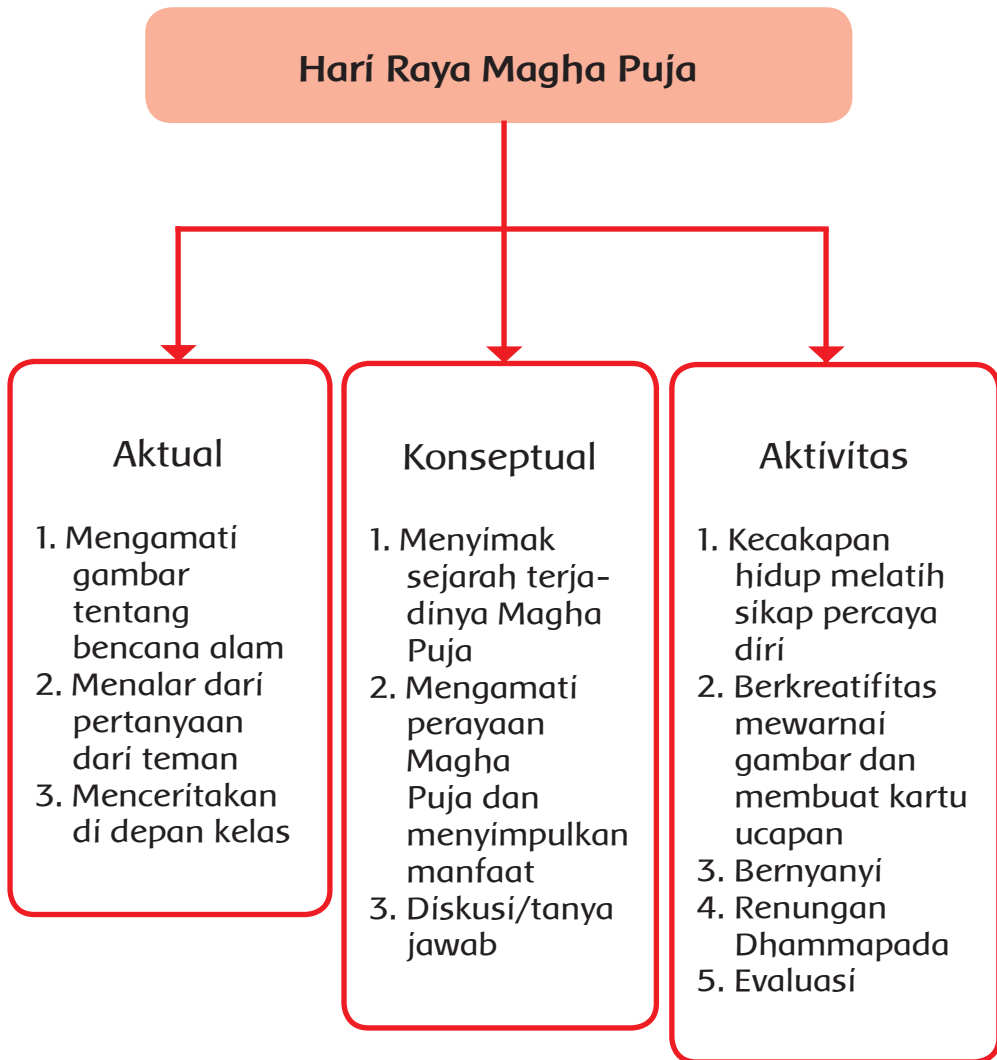 Hari Raya Magha Puja
Aktual
1. Mengamati
gambar
tentang
bencana alam
2. Menalar dari
pertanyaan
dari teman
3. Menceritakan
di depan kelas
Konseptual
1. Menyimak
sejarah terja-
dinya Magha
Puja
2. Mengamati
perayaan
Magha
Puja dan
menyimpulkan
manfaat
3. Diskusi/tanya
jawab
Aktivitas
1. Kecakapan
hidup melatih
sikap percaya
diri
2. Berkreatifitas
mewarnai
gambar dan
membuat kartu
ucapan
3. Bernyanyi
4. Renungan
Dhammapada
5. Evaluasi